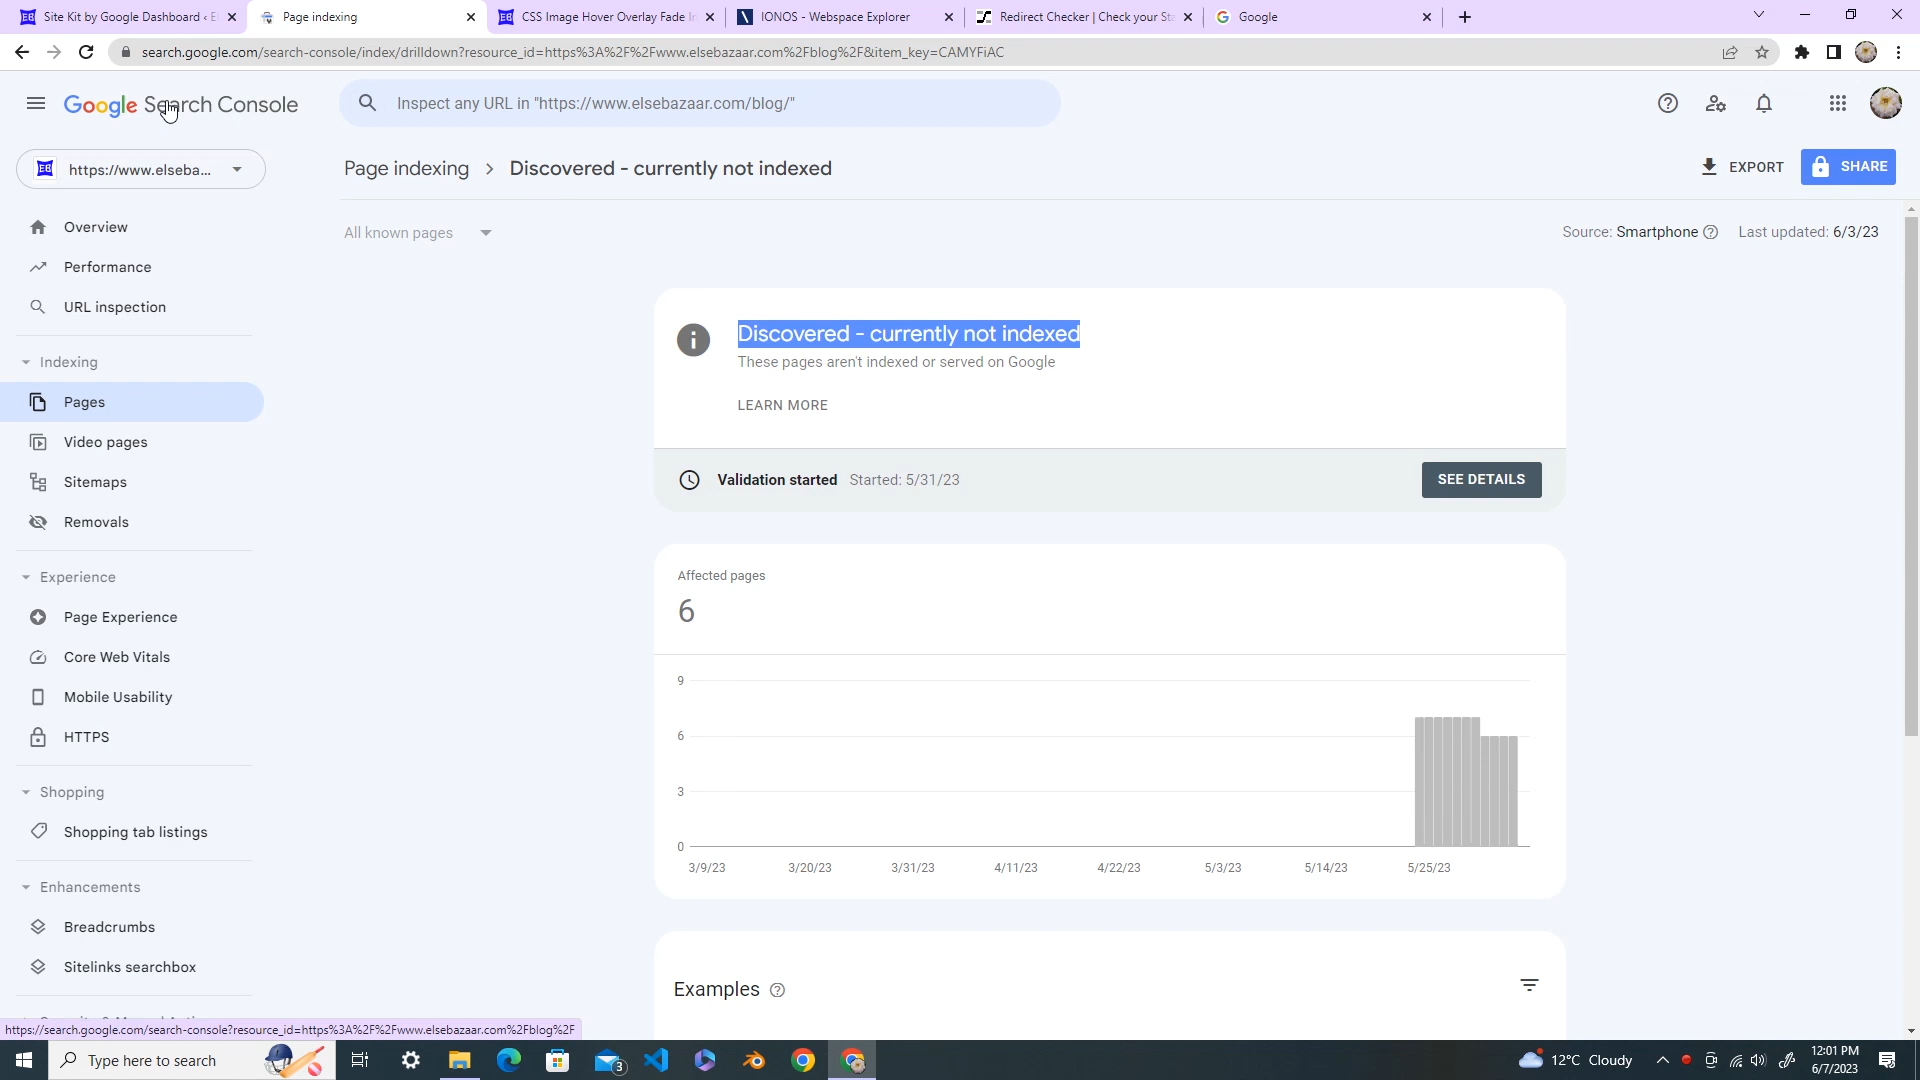 Site Kit by Google Dashboard ‹ E
Page indexing
CSS Image Hover Overlay Fade In
IONOS - Webspace Explorer
Redirect Checker | Check your Sta
Google
search.google.com/search-console/index/drilldown?resource_id=https%3A%2F%2Fwww.elsebazaar.com%2Fblog%2F&item_key=CAMYFiAC
Google Search Console
Inspect any URL in "https://www.elsebazaar.com/blog/"
EB https://www.elseba...
Page indexing > Discovered - currently not indexed
EXPORT
SHARE
All known pages
Source: Smartphone
Last updated: 6/3/23
Overview
Performance
URL inspection
Indexing
Pages
Video pages
Sitemaps
Removals
Experience
Page Experience
Core Web Vitals
Mobile Usability
HTTPS
Shopping
Shopping tab listings
Enhancements
Breadcrumbs
Sitelinks searchbox
Discovered - currently not indexed
These pages aren't indexed or served on Google
LEARN MORE
Validation started Started: 5/31/23
SEE DETAILS
Affected pages
6
9
6
3
0
3/9/23 3/20/23 3/31/23 4/11/23 4/22/23 5/3/23 5/14/23 5/25/23
Examples
https://search.google.com/search-console?resource_id=https%3A%2F%2Fwww.elsebazaar.com%2Fblog%2F
Type here to search
3
12°C Cloudy
12:01 PM
6/7/2023